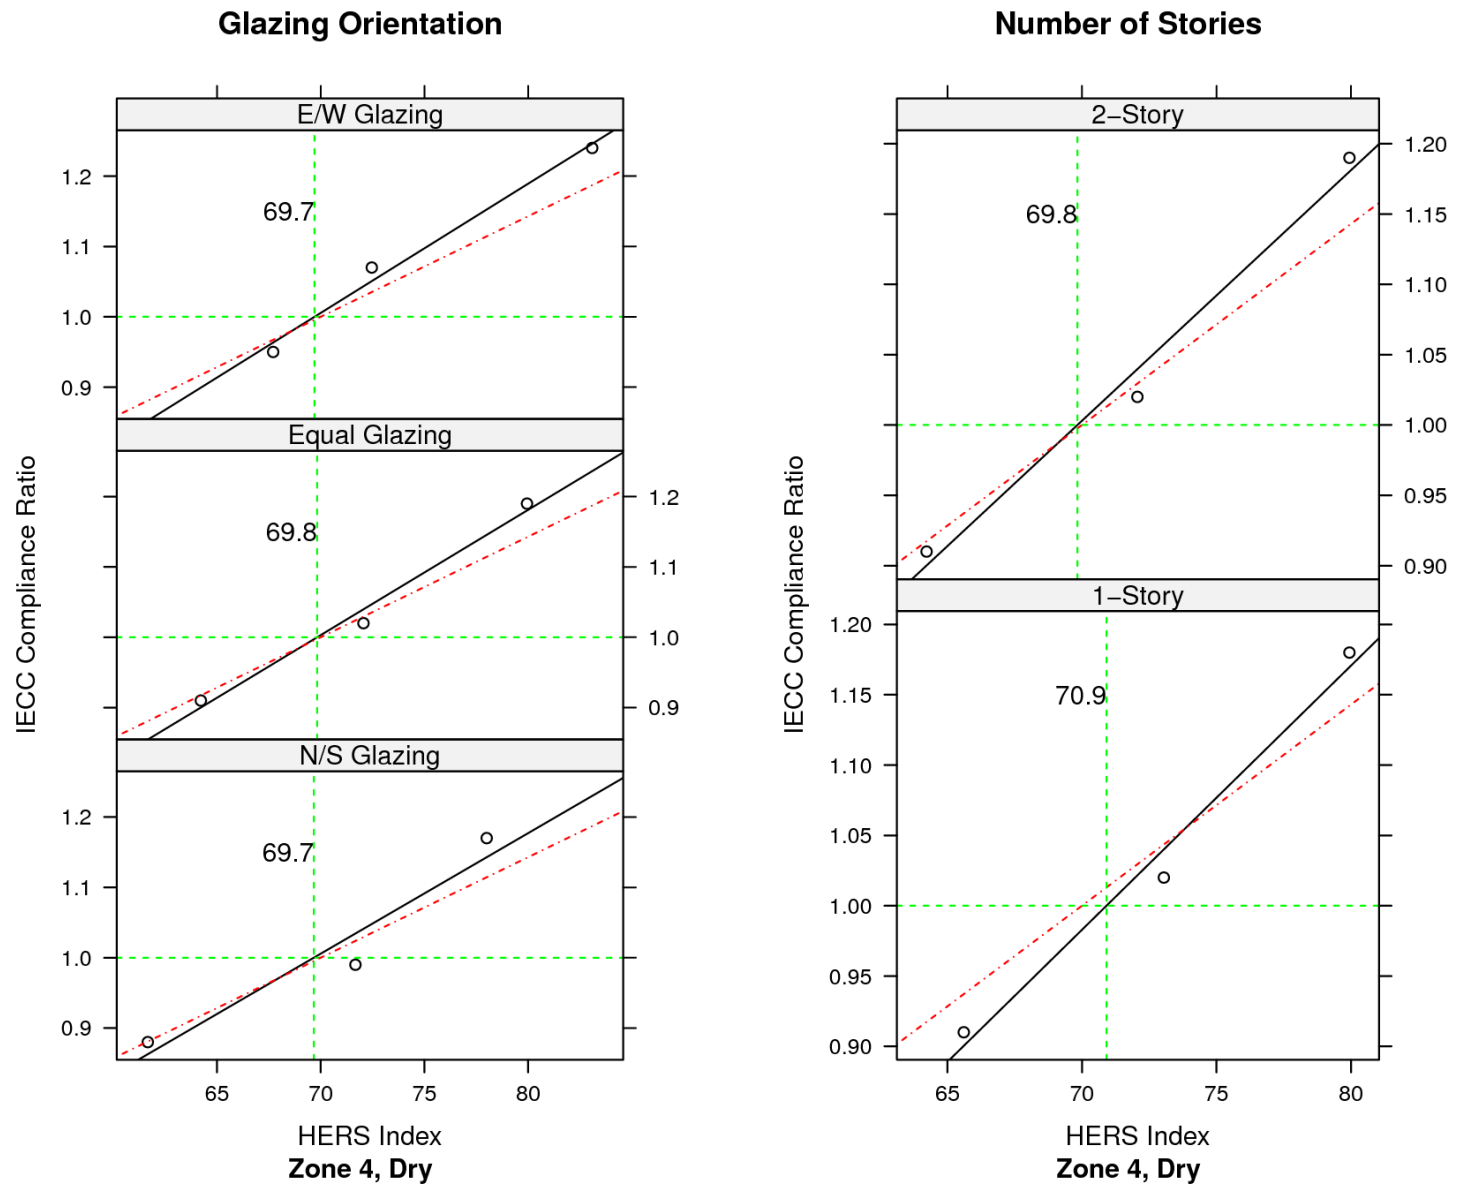 Glazing Orientation
E/W Glazing
1.2
69.7
1.1
1.0
0.9
Equal Glazing
1.2
69.8
1.1
1.0
0.9
N/S Glazing
1.2
69.7
1.1
1.0
0.9
65 70 75 80
IECC Compliance Ratio
HERS Index
Zone 4, Dry
Number of Stories
2−Story
1.20
69.8
1.15
1.10
1.05
1.00
0.95
0.90
1−Story
1.20
1.15
70.9
1.10
1.05
1.00
0.95
0.90
65 70 75 80
IECC Compliance Ratio
HERS Index
Zone 4, Dry